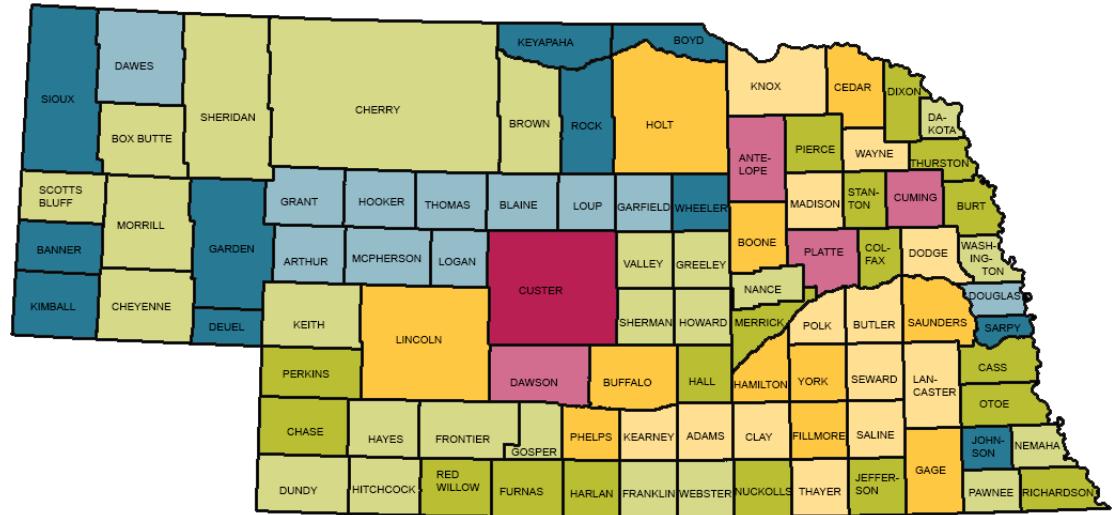 KEYAPAHA
BOYD
DAWES
SIOUX
SHERIDAN
CHERRY
BROWN
ROCK
HOLT
KNOX
CEDAR
DIXON
DA-
KOTA
BOX BUTTE
ANTE-
LOPE
PIERCE
WAYNE
THURSTON
SCOTTS
BLUFF
MORRILL
GARDEN
GRANT
HOOKER
THOMAS
BLAINE
LOUP
GARFIELD
WHEELER
MADISON
STAN-
TON
CUMING
BURT
BANNER
ARTHUR
MCPHERSON
LOGAN
CUSTER
VALLEY
GREELEY
BOONE
PLATTE
COL-
FAX
DODGE
WASH-
ING-
TON
KIMBALL
CHEYENNE
DEUEL
KEITH
LINCOLN
SHERMAN
HOWARD
NANCE
MERRICK
POLK
BUTLER
SAUNDERS
DOUGLAS
SARPY
PERKINS
DAWSON
BUFFALO
HALL
HAMILTON
YORK
SEWARD
LAN-
CASTER
CASS
OTOE
CHASE
HAYES
FRONTIER
GOSPER
PHELPS
KEARNEY
ADAMS
CLAY
FILLMORE
SALINE
GAGE
JOHN-
SON
NEMAHA
DUNDY
HITCHCOCK
RED
WILLOW
FURNAS
HARLAN
FRANKLIN
WEBSTER
NUCKOLLS
THAYER
JEFFER-
SON
PAWNEE
RICHARDSON